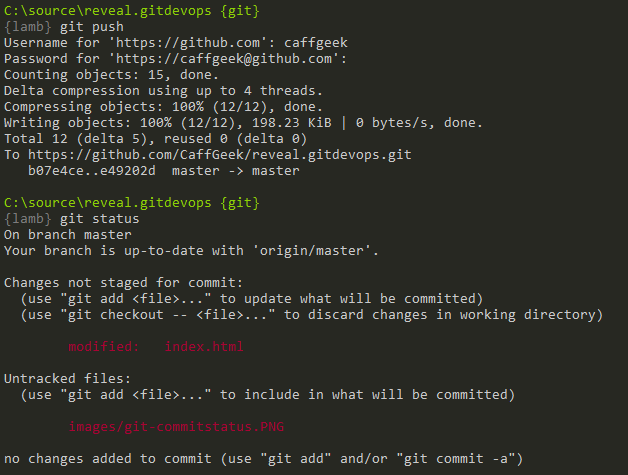 C:\source\reveal.gitdevops {git}
{lamb} git push
Username for 'https://github.com': caffgeek
Password for 'https://caffgeek@github.com':
Counting objects: 15, done.
Delta compression using up to 4 threads.
Compressing objects: 100% (12/12), done.
Writing objects: 100% (12/12), 198.23 KiB | 0 bytes/s, done.
Total 12 (delta 5), reused 0 (delta 0)
To https://github.com/CaffGeek/reveal.gitdevops.git
   b07e4ce..e49202d  master -> master

C:\source\reveal.gitdevops {git}
{lamb} git status
On branch master
Your branch is up-to-date with 'origin/master'.

Changes not staged for commit:
  (use "git add <file>..." to update what will be committed)
  (use "git checkout -- <file>..." to discard changes in working directory)

        modified:   index.html

Untracked files:
  (use "git add <file>..." to include in what will be committed)

        images/git-commitstatus.PNG

no changes added to commit (use "git add" and/or "git commit -a")